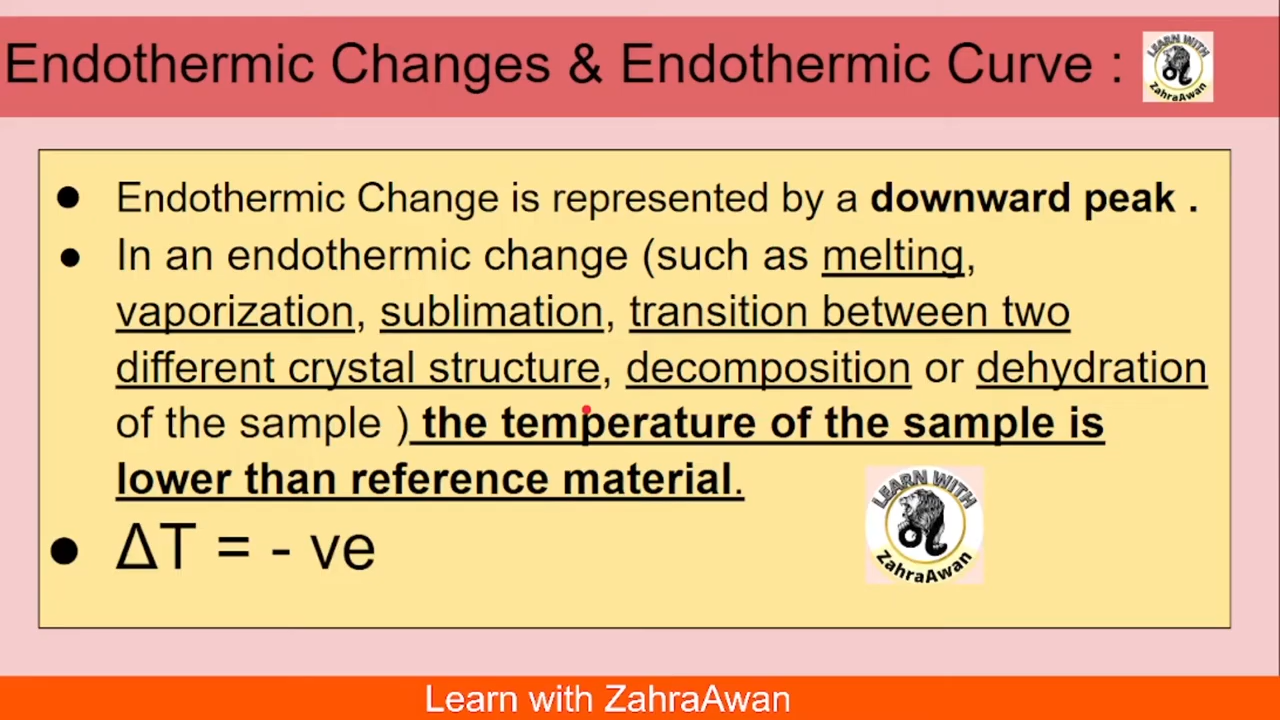 Endothermic Changes & Endothermic Curve :
LEARN WITH
ZahraAwan
● Endothermic Change is represented by a downward peak .
● In an endothermic change (such as melting,
vaporization, sublimation, transition between two
different crystal structure, decomposition or dehydration
of the sample ) the temperature of the sample is
lower than reference material.
● ΔT = - ve
LEARN WITH
ZahraAwan
Learn with ZahraAwan